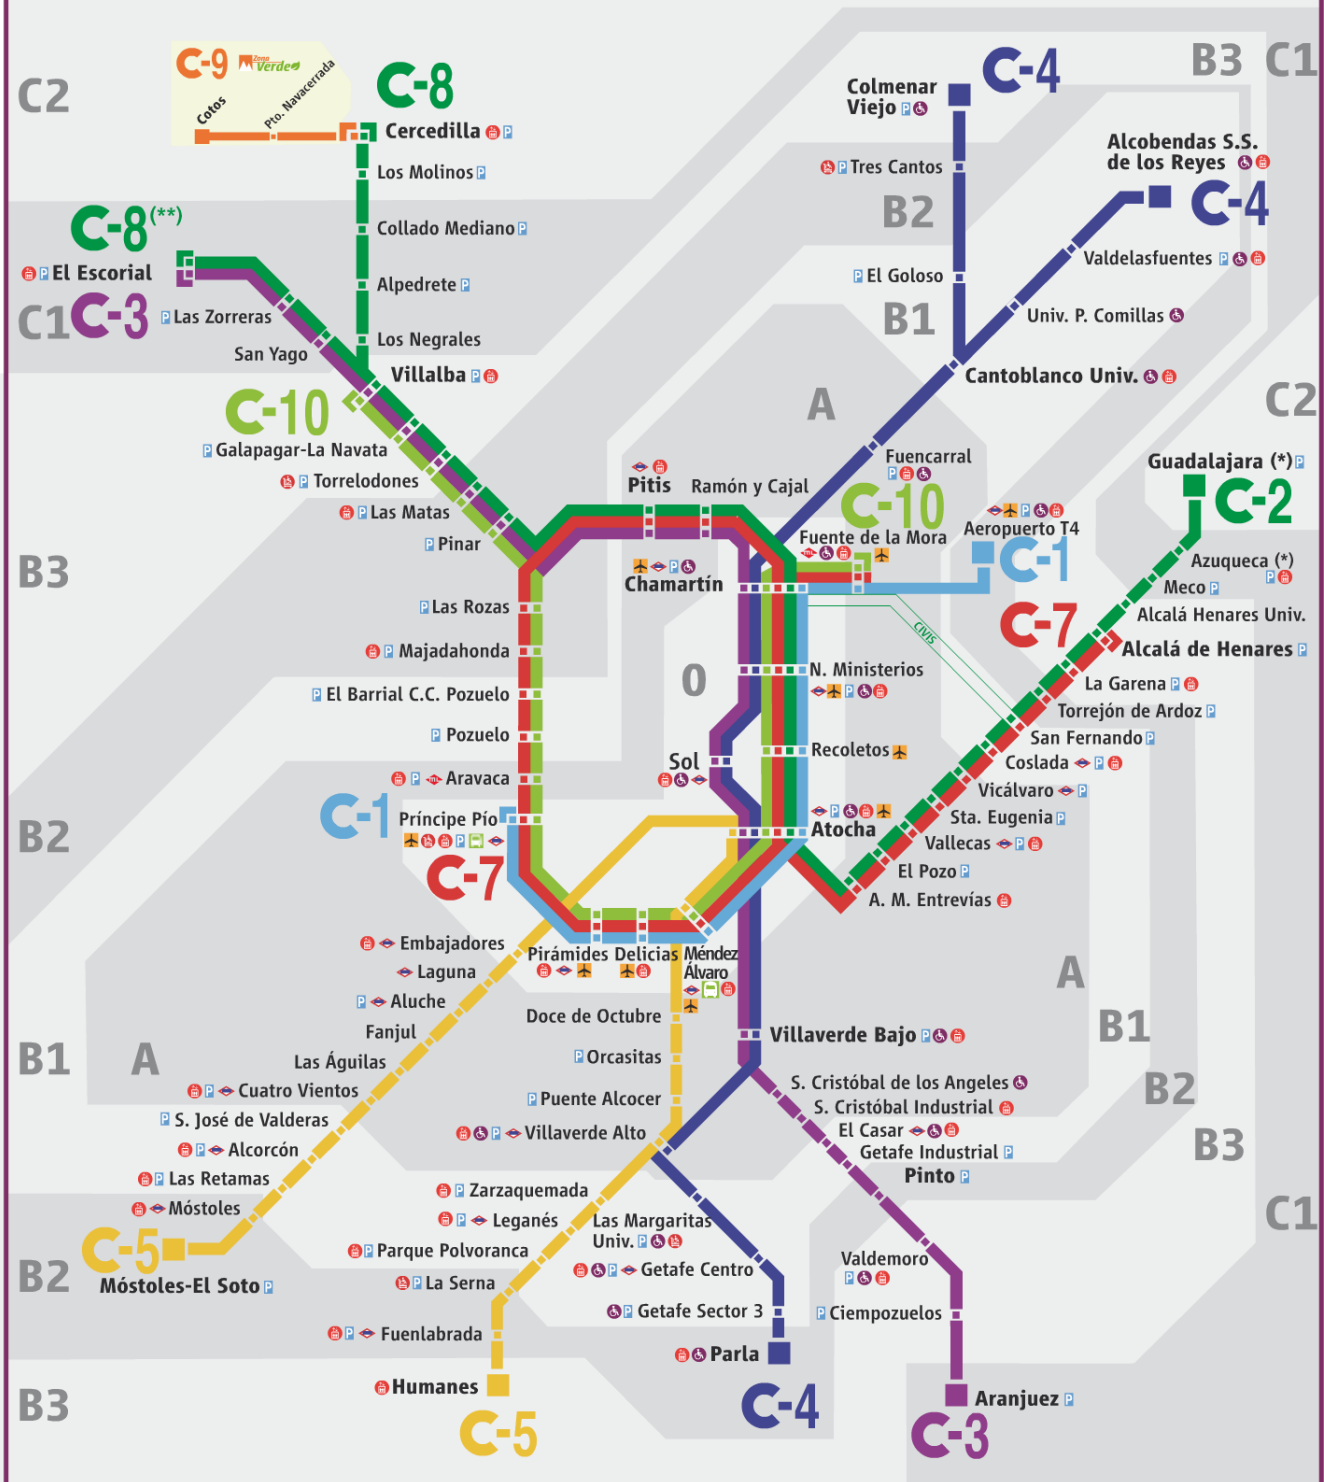 C-9 Zona Verde
Cotos
Pto. Navacerrada
C-8
Cercedilla
Los Molinos
Collado Mediano
Alpedrete
Los Negrales
Villalba
C2
C-8(**)
El Escorial
C1
C-3
Las Zorreras
San Yago
C-10
Galapagar-La Navata
Torrelodones
Las Matas
Pinar
B3
Las Rozas
Majadahonda
El Barrial C.C. Pozuelo
Pozuelo
Aravaca
C-1
Príncipe Pío
C-7
B2
Colmenar
Viejo
C-4
B3
C1
Tres Cantos
B2
El Goloso
B1
Alcobendas S.S.
de los Reyes
C-4
Valdelasfuentes
Univ. P. Comillas
Cantoblanco Univ.
A
C2
Fuencarral
Pitis
Ramón y Cajal
C-10
Fuente de la Mora
Aeropuerto T4
C-1
Chamartín
CIVIS
Guadalajara (*)
C-2
Azuqueca (*)
Meco
Alcalá Henares Univ.
C-7
Alcalá de Henares
La Garena
Torrejón de Ardoz
San Fernando
Coslada
Vicálvaro
Sta. Eugenia
Vallecas
El Pozo
A. M. Entrevías
0
N. Ministerios
Sol
Recoletos
Atocha
Embajadores
Laguna
Aluche
Fanjul
Las Águilas
Cuatro Vientos
S. José de Valderas
Alcorcón
Las Retamas
Móstoles
C-5
Móstoles-El Soto
B1
A
B2
B3
Pirámides
Delicias
Méndez
Álvaro
Doce de Octubre
Orcasitas
Puente Alcocer
Villaverde Alto
Zarzaquemada
Leganés
Parque Polvoranca
La Serna
Fuenlabrada
Humanes
C-5
Villaverde Bajo
S. Cristóbal de los Angeles
S. Cristóbal Industrial
El Casar
Getafe Industrial
Pinto
Valdemoro
Ciempozuelos
Aranjuez
C-3
Las Margaritas
Univ.
Getafe Centro
Getafe Sector 3
Parla
C-4
A
B1
B2
B3
C1